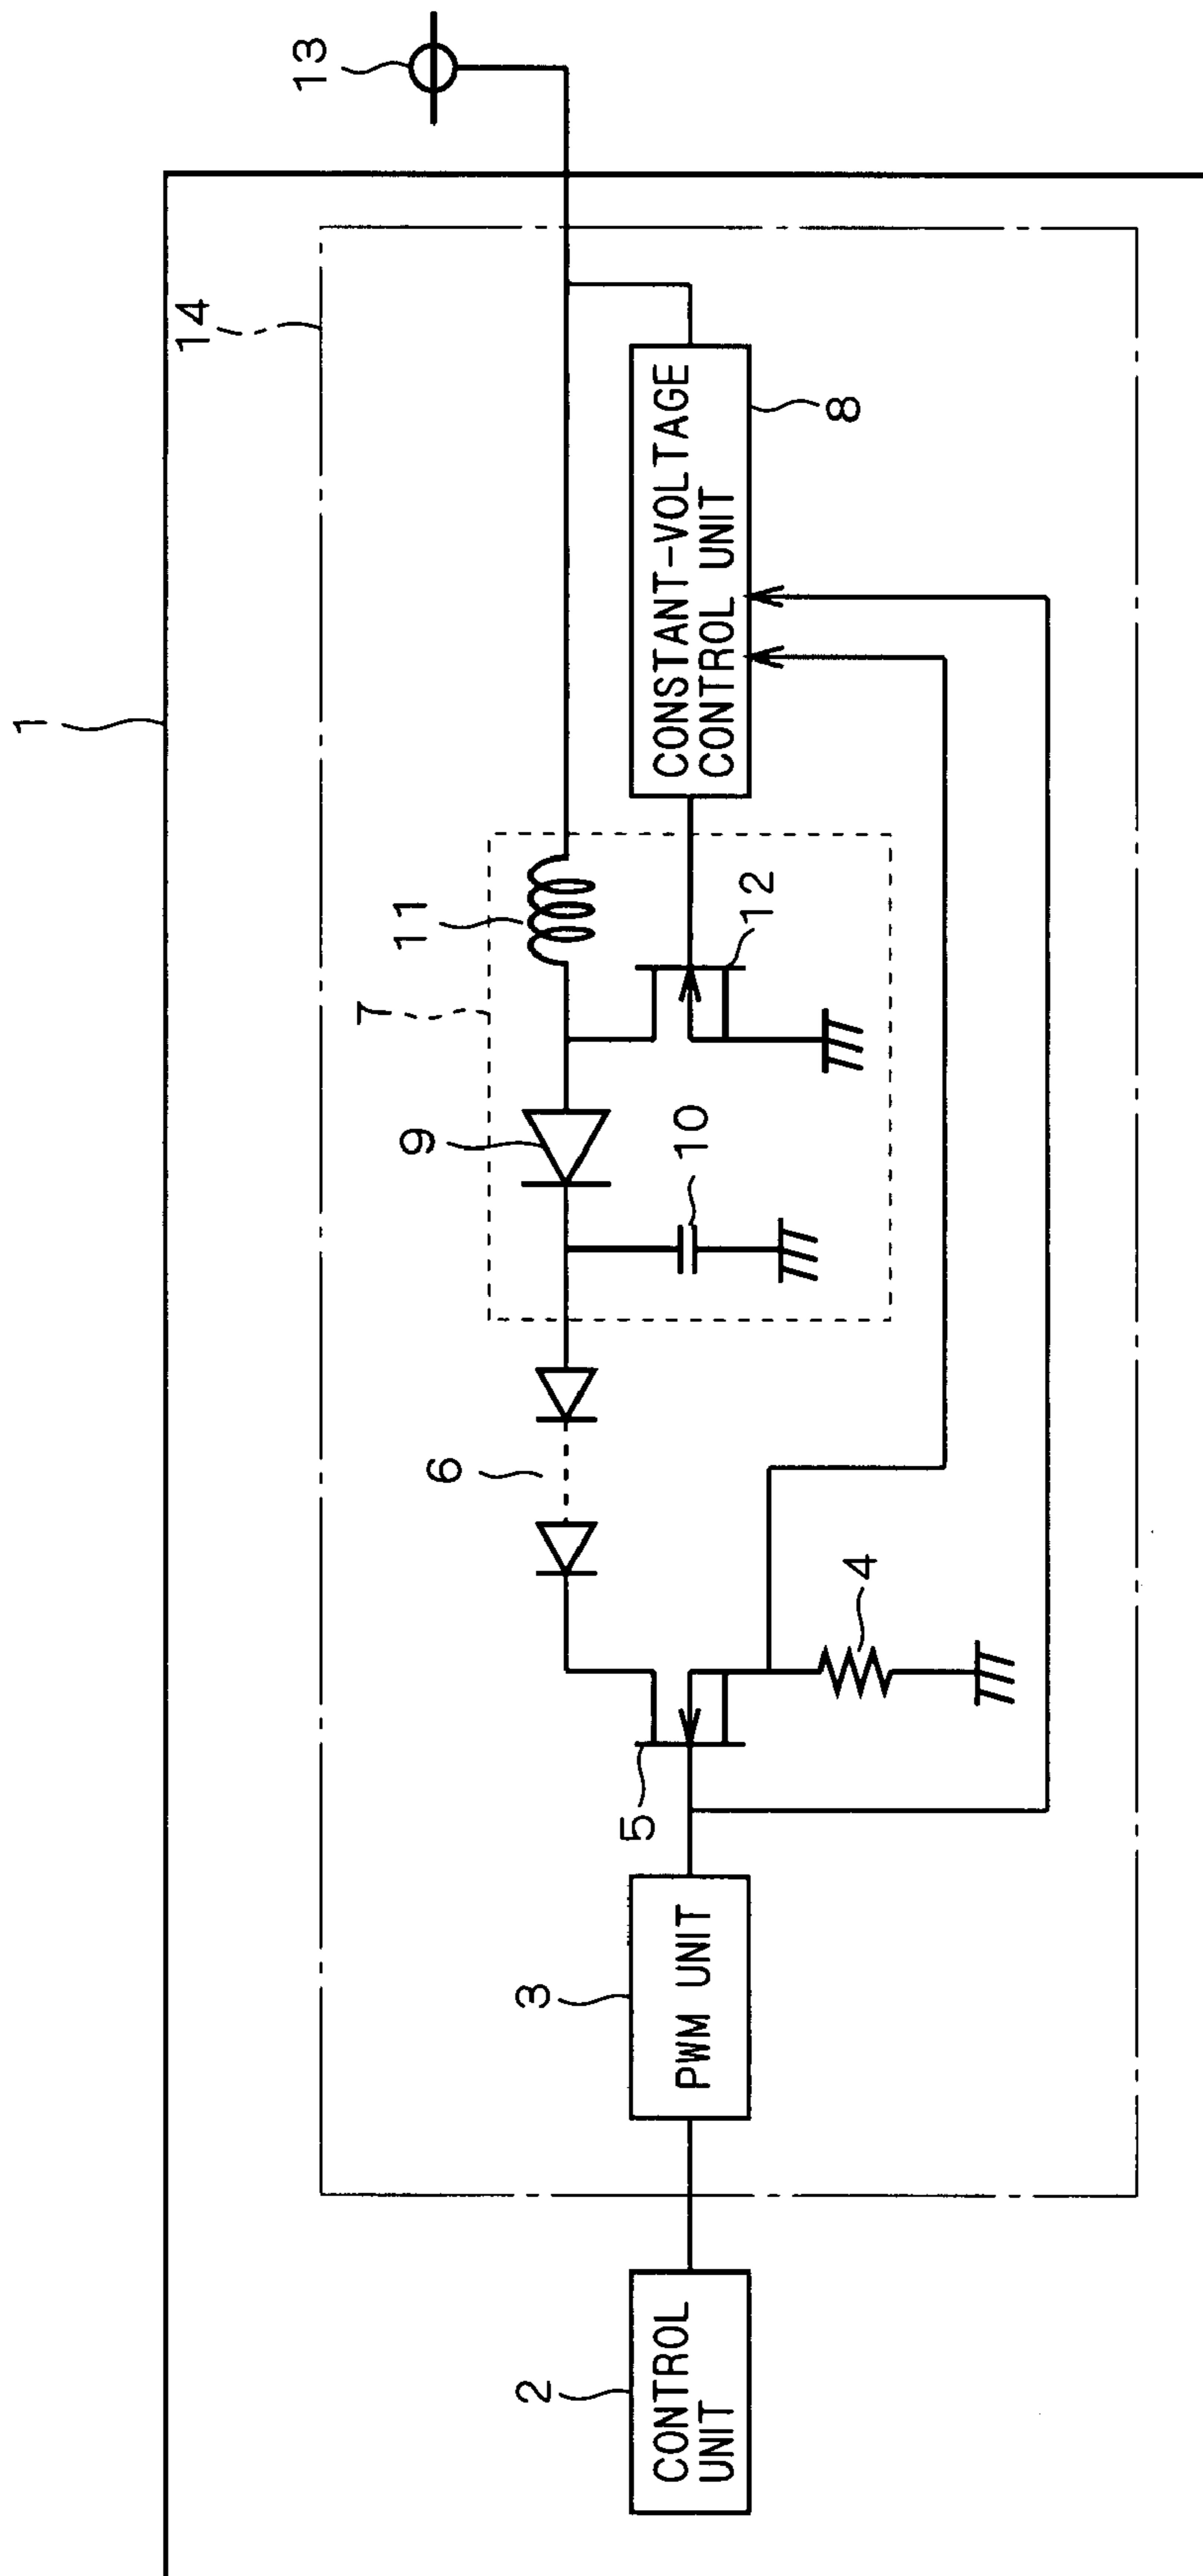 1
14
13
7
11
9
6
10
12
CONSTANT-VOLTAGE
CONTROL UNIT
8
5
4
3
PWM UNIT
2
CONTROL
UNIT